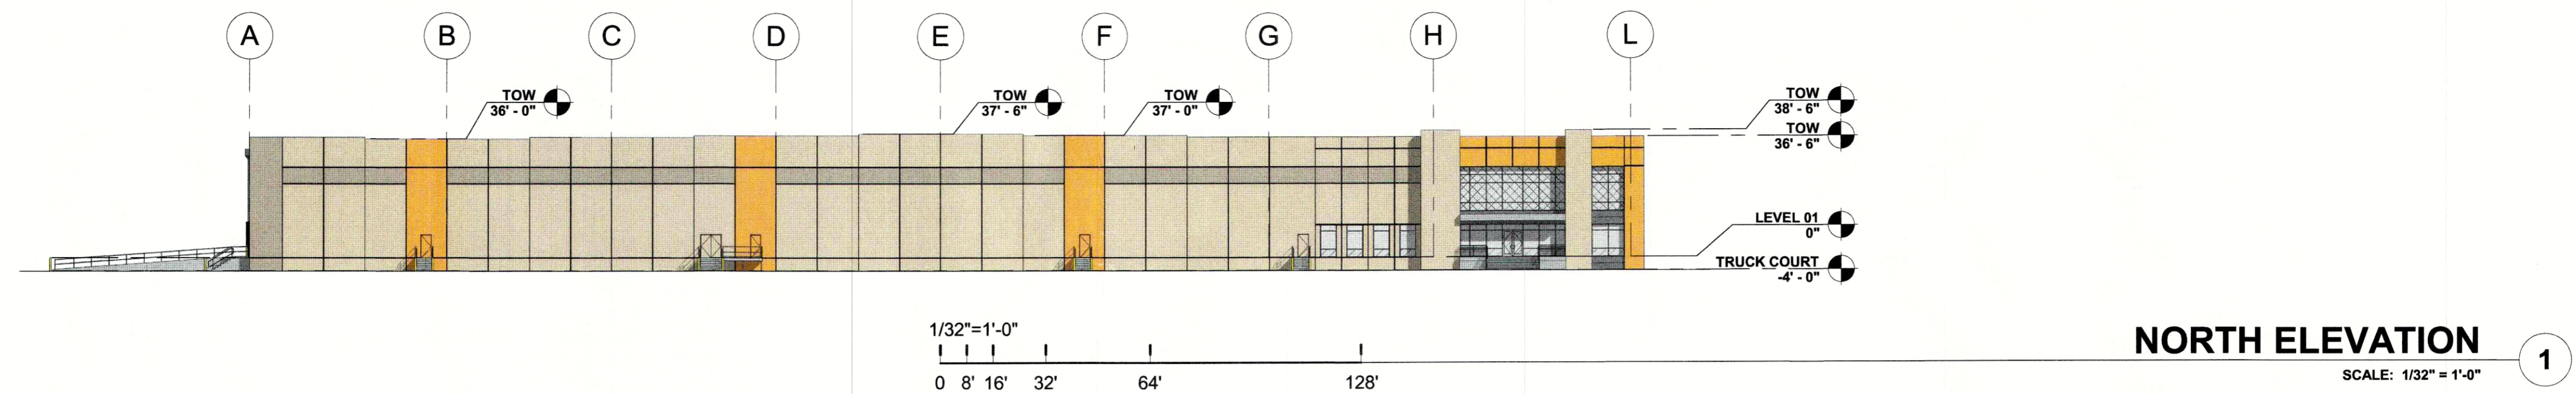 A B C D E F G H L
TOW
36' - 0"
TOW
37' - 6"
TOW
37' - 0"
TOW
38' - 6"
TOW
36' - 6"
LEVEL 01
0"
TRUCK COURT
-4' - 0"
1/32"=1'-0"
0 8' 16' 32' 64' 128'
NORTH ELEVATION
1
SCALE: 1/32" = 1'-0"